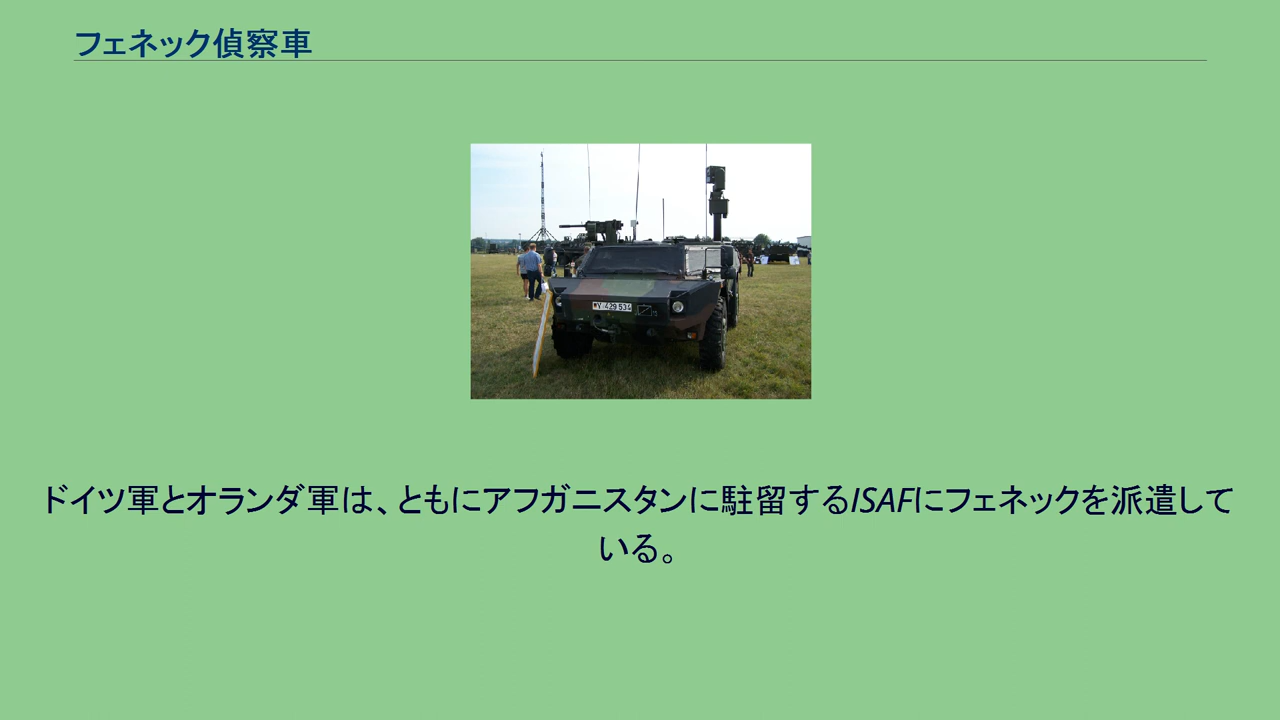 フェネック偵察車
Y 429 534
ドイツ軍とオランダ軍は、ともにアフガニスタンに駐留するISAFにフェネックを派遣して
いる。